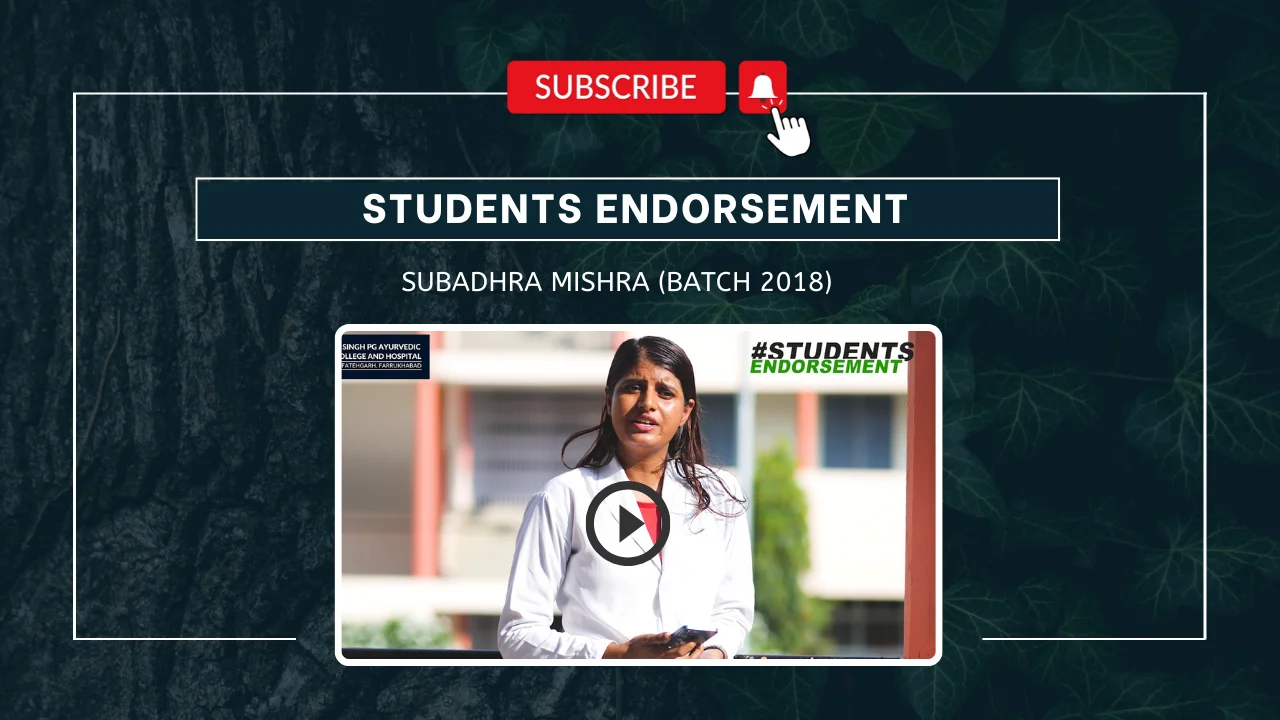 SUBSCRIBE
STUDENTS ENDORSEMENT
SUBADHRA MISHRA (BATCH 2018)
SINGH PG AYURVEDIC
OLLEGE AND HOSPITAL
FATEHGARH, FARRUKHABAD
#STUDENTS
ENDORSEMENT